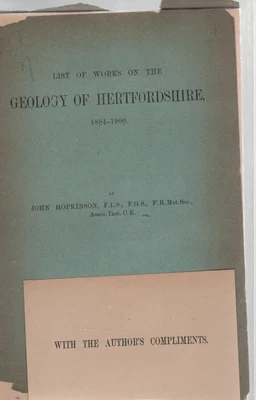 LIST OF WORKS ON THE
GEOLOGY OF HERTFORDSHIRE,
1884-1900.
BY
JOHN HOPKINSON, F.L.S., F.G.S., F.R.Met.Soc.,
Assoc. Inst. C.E.
WITH THE AUTHOR'S COMPLIMENTS.